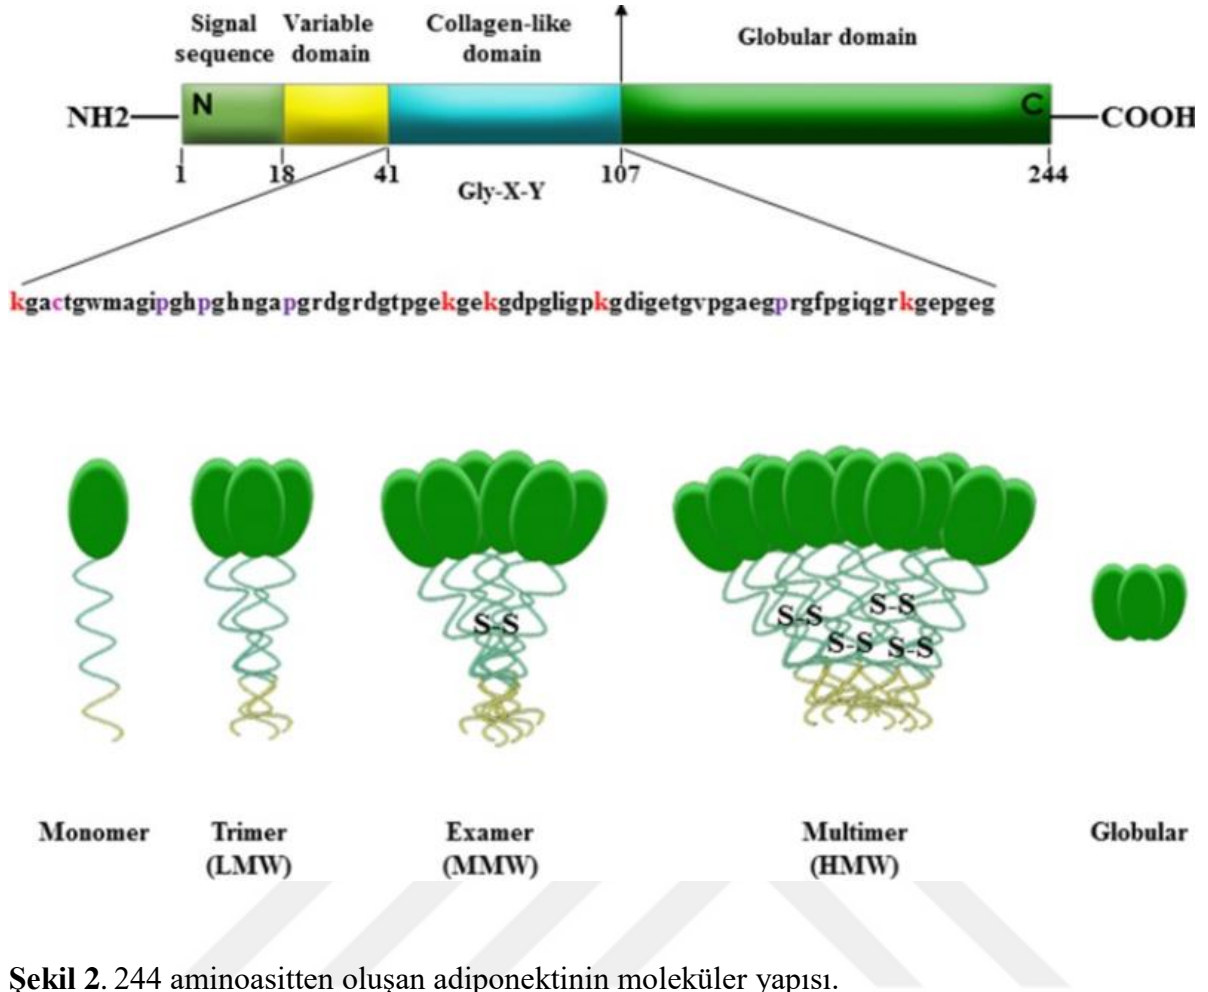 Signal Variable Collagen-like Globular domain
sequence domain domain
NH2 N C COOH
1 18 41 107 244
Gly-X-Y
kgactgwmagipghpghngapgrdgrdgtpgekgekgdpgligpkgdigetgvpgaegprgfpgiqgrkgepgeg
S-S S-S S-S
S-S S-S
Monomer Trimer Examer Multimer Globular
(LMW) (MMW) (HMW)
Şekil 2. 244 aminoasitten oluşan adiponektinin moleküler yapısı.